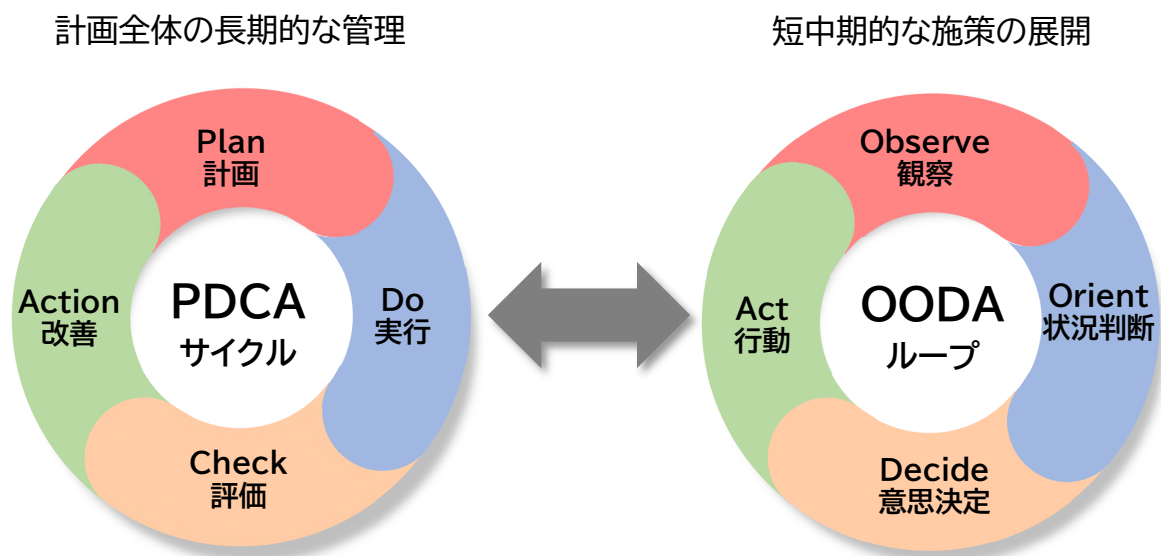 計画全体の長期的な管理
Plan
計画
Do
実行
Check
評価
Action
改善
PDCA
サイクル
短中期的な施策の展開
Observe
観察
Orient
状況判断
Decide
意思決定
Act
行動
OODA
ループ